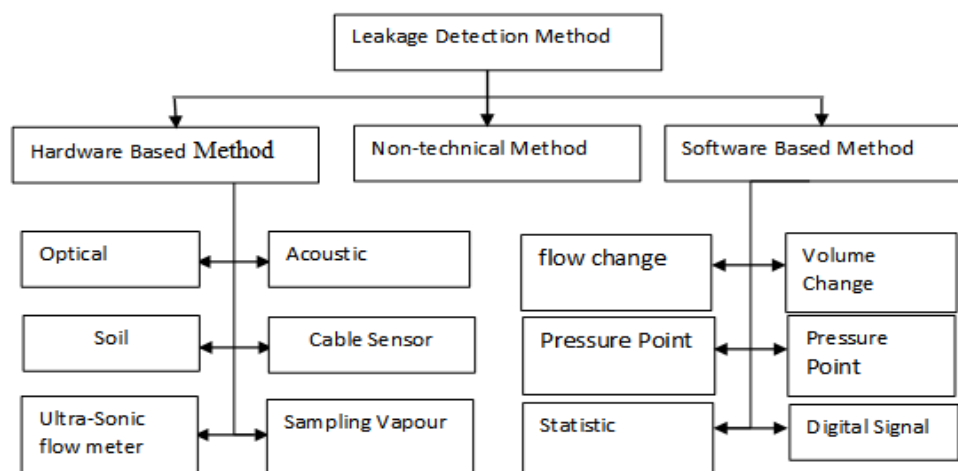 Leakage Detection Method
Hardware Based Method
Non-technical Method
Software Based Method
Optical
Acoustic
flow change
Volume
Change
Soil
Cable Sensor
Pressure Point
Pressure
Point
Ultra-Sonic
flow meter
Sampling Vapour
Statistic
Digital Signal